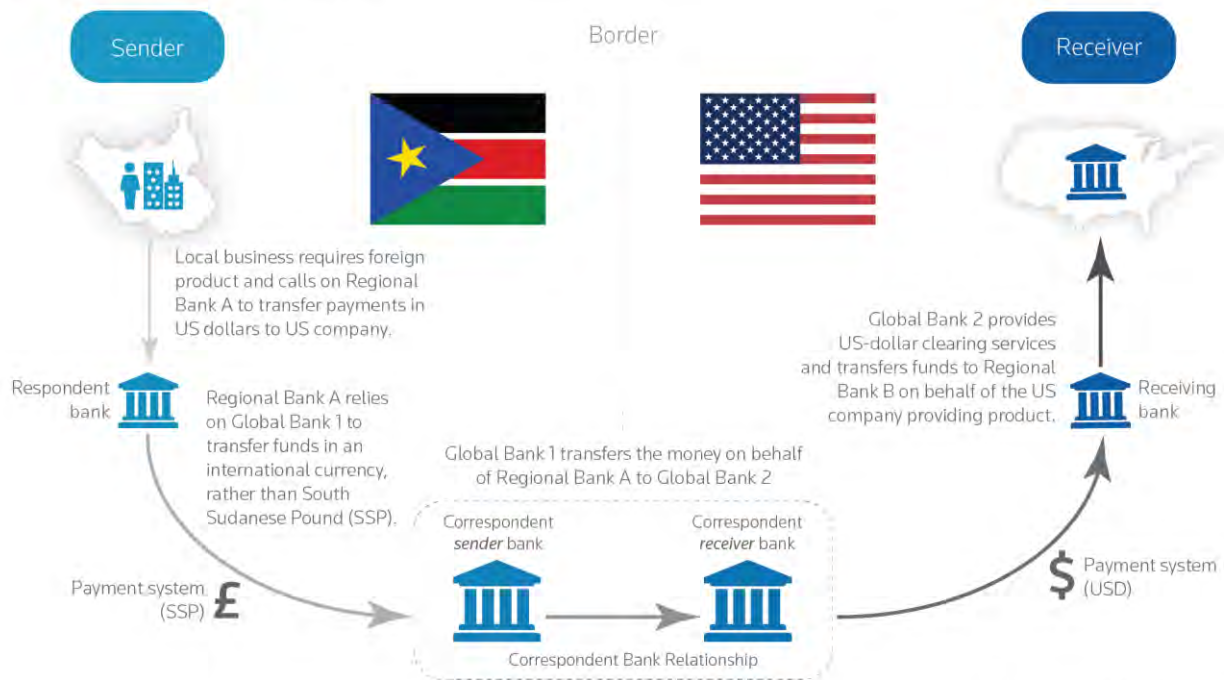 Sender
Border
Receiver
Local business requires foreign
product and calls on Regional
Bank A to transfer payments in
US dollars to US company.
Respondent
bank
Regional Bank A relies
on Global Bank 1 to
transfer funds in an
international currency,
rather than South
Sudanese Pound (SSP).
Payment system
(SSP)
£
Global Bank 1 transfers the money on behalf
of Regional Bank A to Global Bank 2
Correspondent
sender bank
Correspondent
receiver bank
Correspondent Bank Relationship
Global Bank 2 provides
US-dollar clearing services
and transfers funds to Regional
Bank B on behalf of the US
company providing product.
Receiving
bank
$
Payment system
(USD)